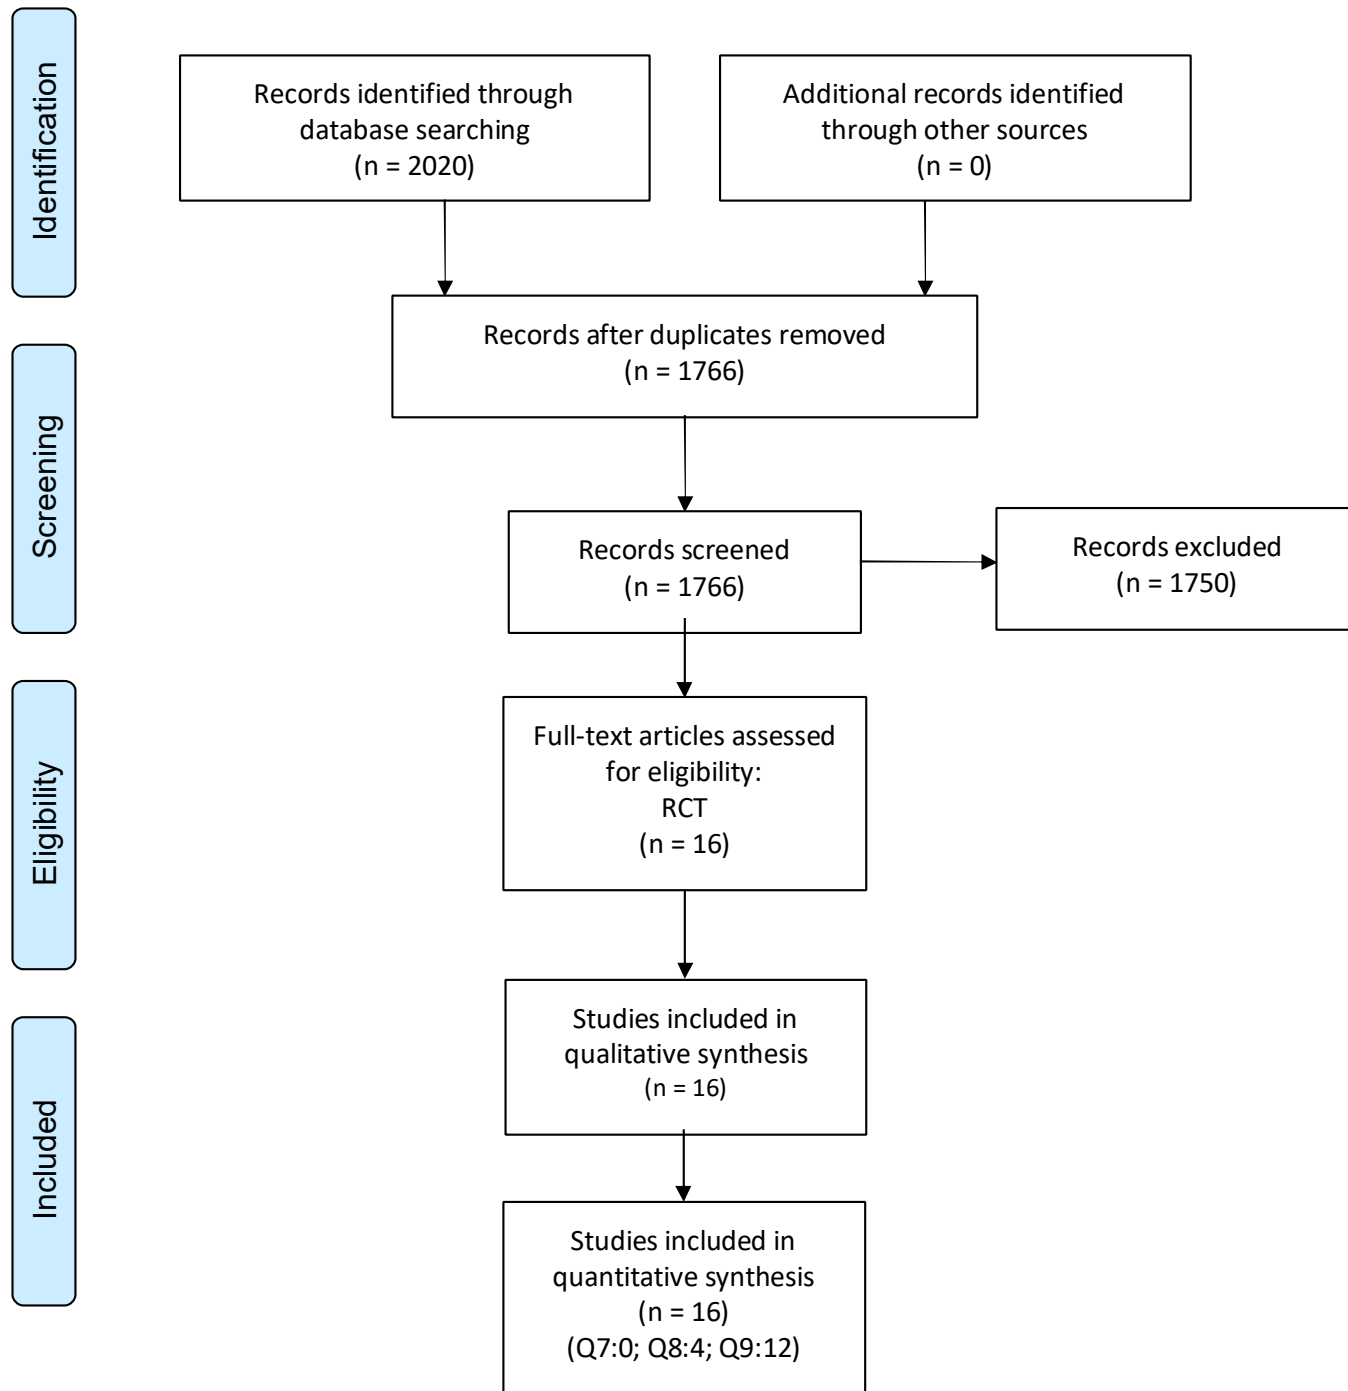 Identification
Records identified through
database searching
(n = 2020)
Additional records identified
through other sources
(n = 0)
Records after duplicates removed
(n = 1766)
Screening
Records screened
(n = 1766)
Records excluded
(n = 1750)
Eligibility
Full-text articles assessed
for eligibility:
RCT
(n = 16)
Included
Studies included in
qualitative synthesis
(n = 16)
Studies included in
quantitative synthesis
(n = 16)
(Q7:0; Q8:4; Q9:12)